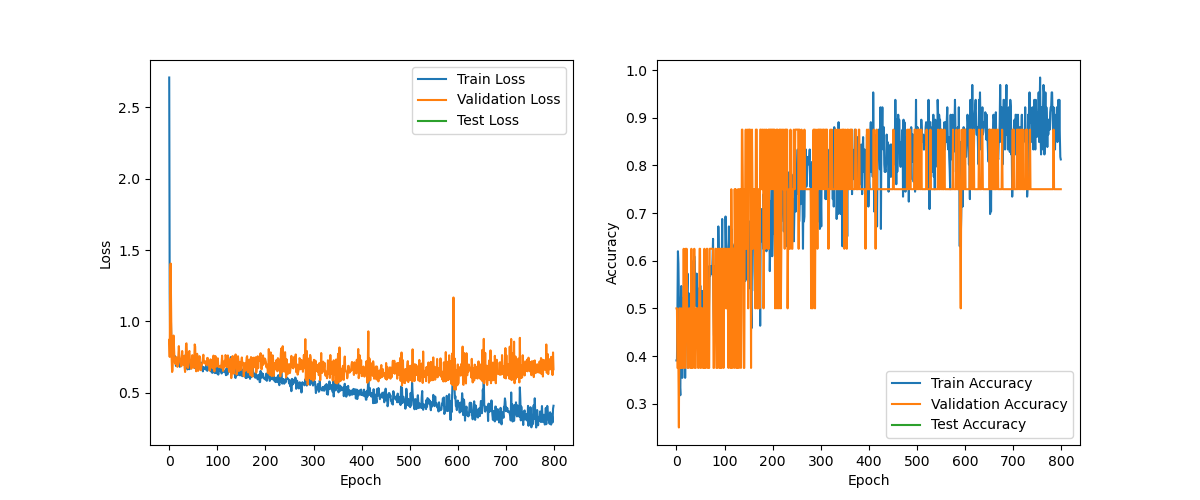 Train Loss
Validation Loss
Test Loss
2.5
2.0
1.5
1.0
0.5
Loss
0 100 200 300 400 500 600 700 800
Epoch
1.0
0.9
0.8
0.7
0.6
0.5
0.4
0.3
Accuracy
Train Accuracy
Validation Accuracy
Test Accuracy
0 100 200 300 400 500 600 700 800
Epoch